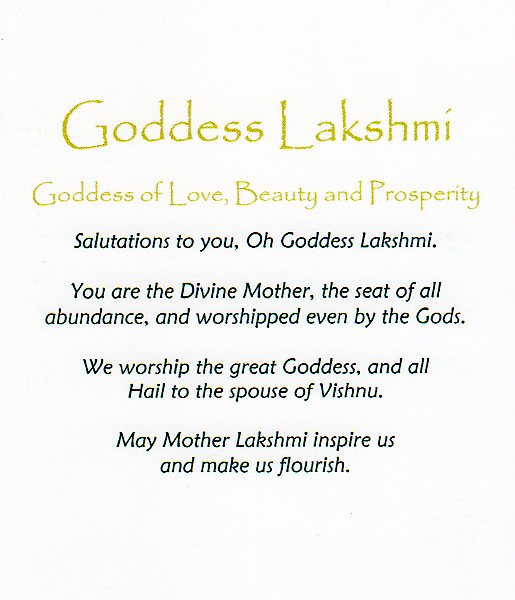 Goddess Lakshmi
Goddess of Love, Beauty and Prosperity
Salutations to you, Oh Goddess Lakshmi.
You are the Divine Mother, the seat of all
abundance, and worshipped even by the Gods.
We worship the great Goddess, and all
Hail to the spouse of Vishnu.
May Mother Lakshmi inspire us
and make us flourish.